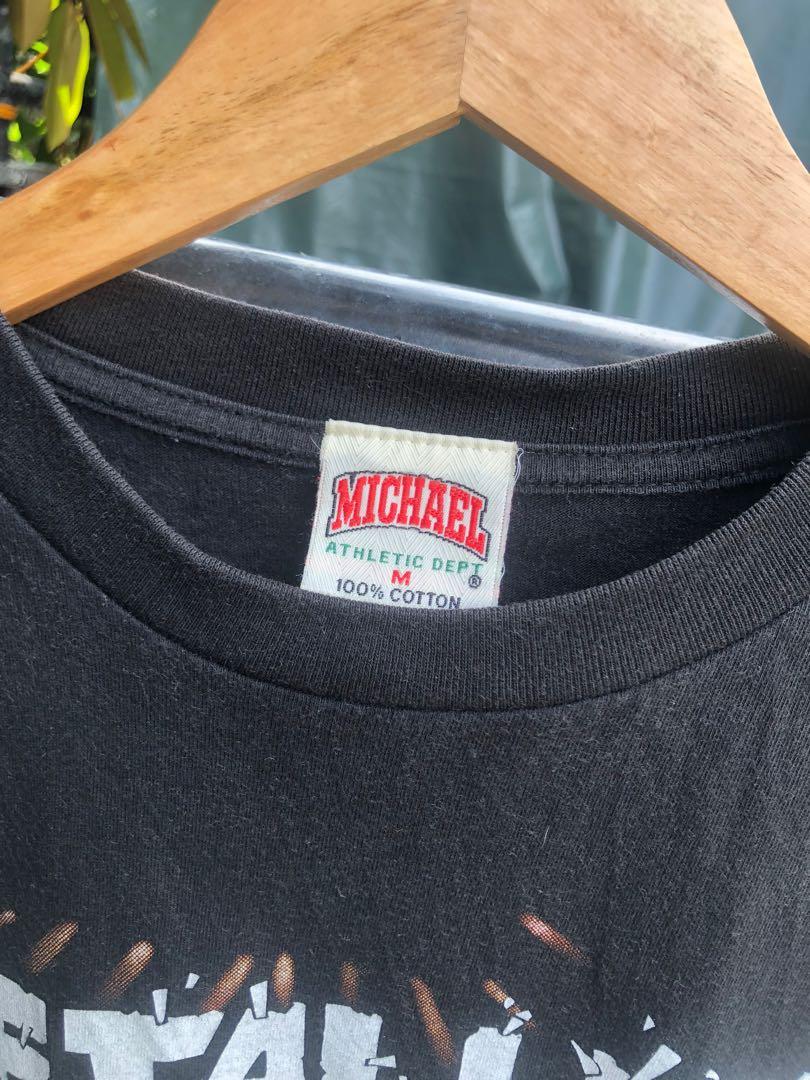 MICHAEL
ATHLETIC DEPT
®
M
100% COTTON